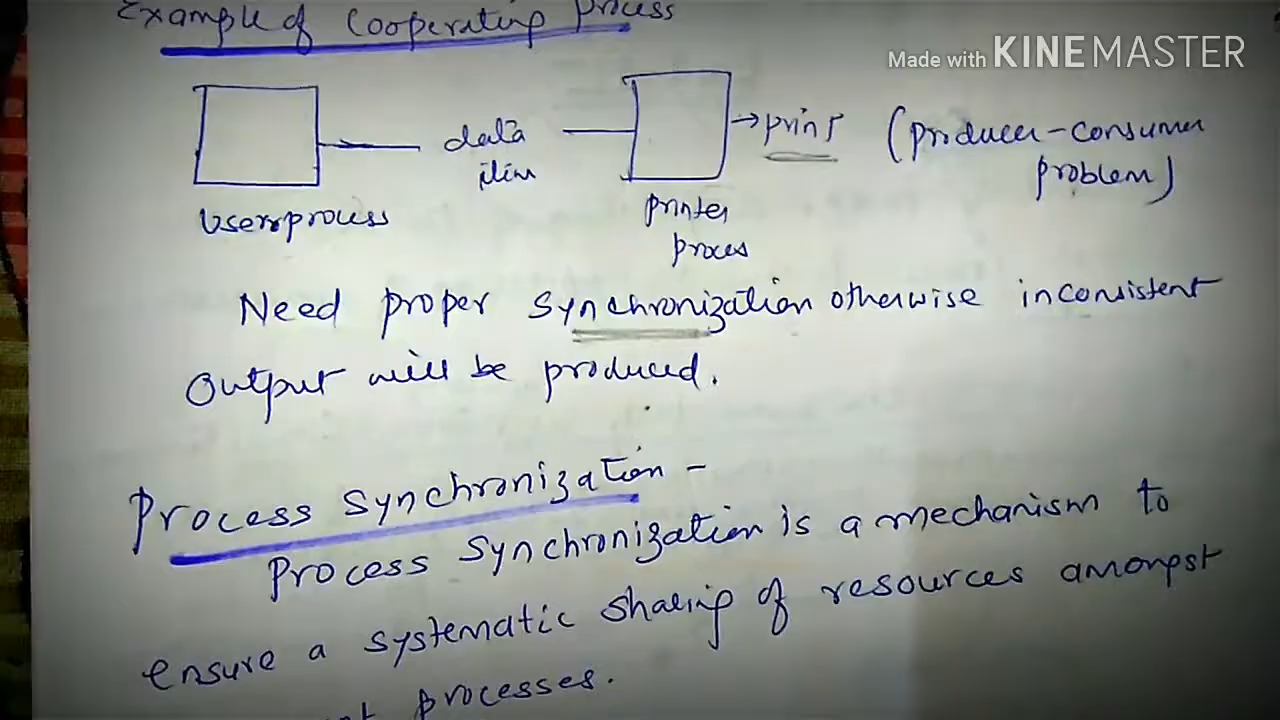 Example of Cooperating process
Made with KINEMASTER
data
item
→ print
(producer-consumer
problem)
Userprocess
printer
proces
Need proper synchronization otherwise inconsistent
Output will be produced.
Process Synchronization -
Process synchronization is a mechanism to
ensure a systematic sharing of resources amongst
processes.